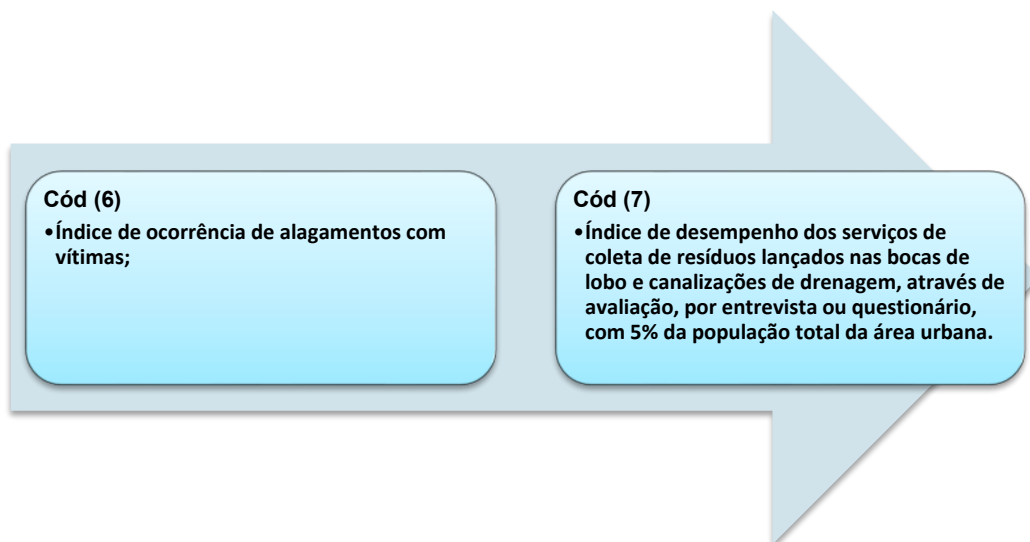 Cód (6)
•Índice de ocorrência de alagamentos com
vítimas;
Cód (7)
•Índice de desempenho dos serviços de
coleta de resíduos lançados nas bocas de
lobo e canalizações de drenagem, através de
avaliação, por entrevista ou questionário,
com 5% da população total da área urbana.